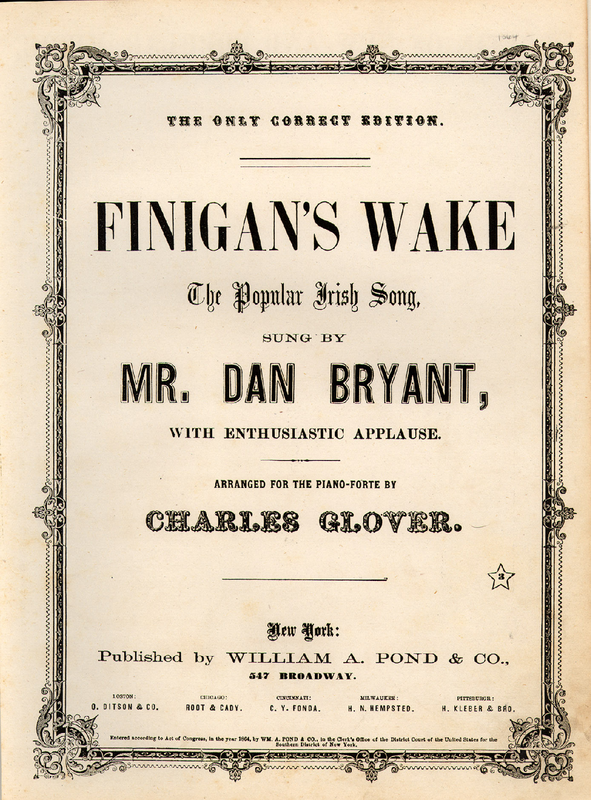 1864
THE ONLY CORRECT EDITION.
FINIGAN'S WAKE
The Popular Irish Song,
SUNG BY
MR. DAN BRYANT,
WITH ENTHUSIASTIC APPLAUSE.
ARRANGED FOR THE PIANO-FORTE BY
CHARLES GLOVER.
3
New York:
Published by WILLIAM A. POND & CO.,
547 BROADWAY.
BOSTON: CHICAGO: CINCINNATI: MILWAUKEE: PITTSBURGH:
O. DITSON & CO. ROOT & CADY. C. Y. FONDA. H. N. HEMPSTED. H. KLEBER & BRO.
Entered according to Act of Congress, in the year 1864, by WM. A. POND & CO., in the Clerk's Office of the District Court of the United States for the
Southern District of New York.